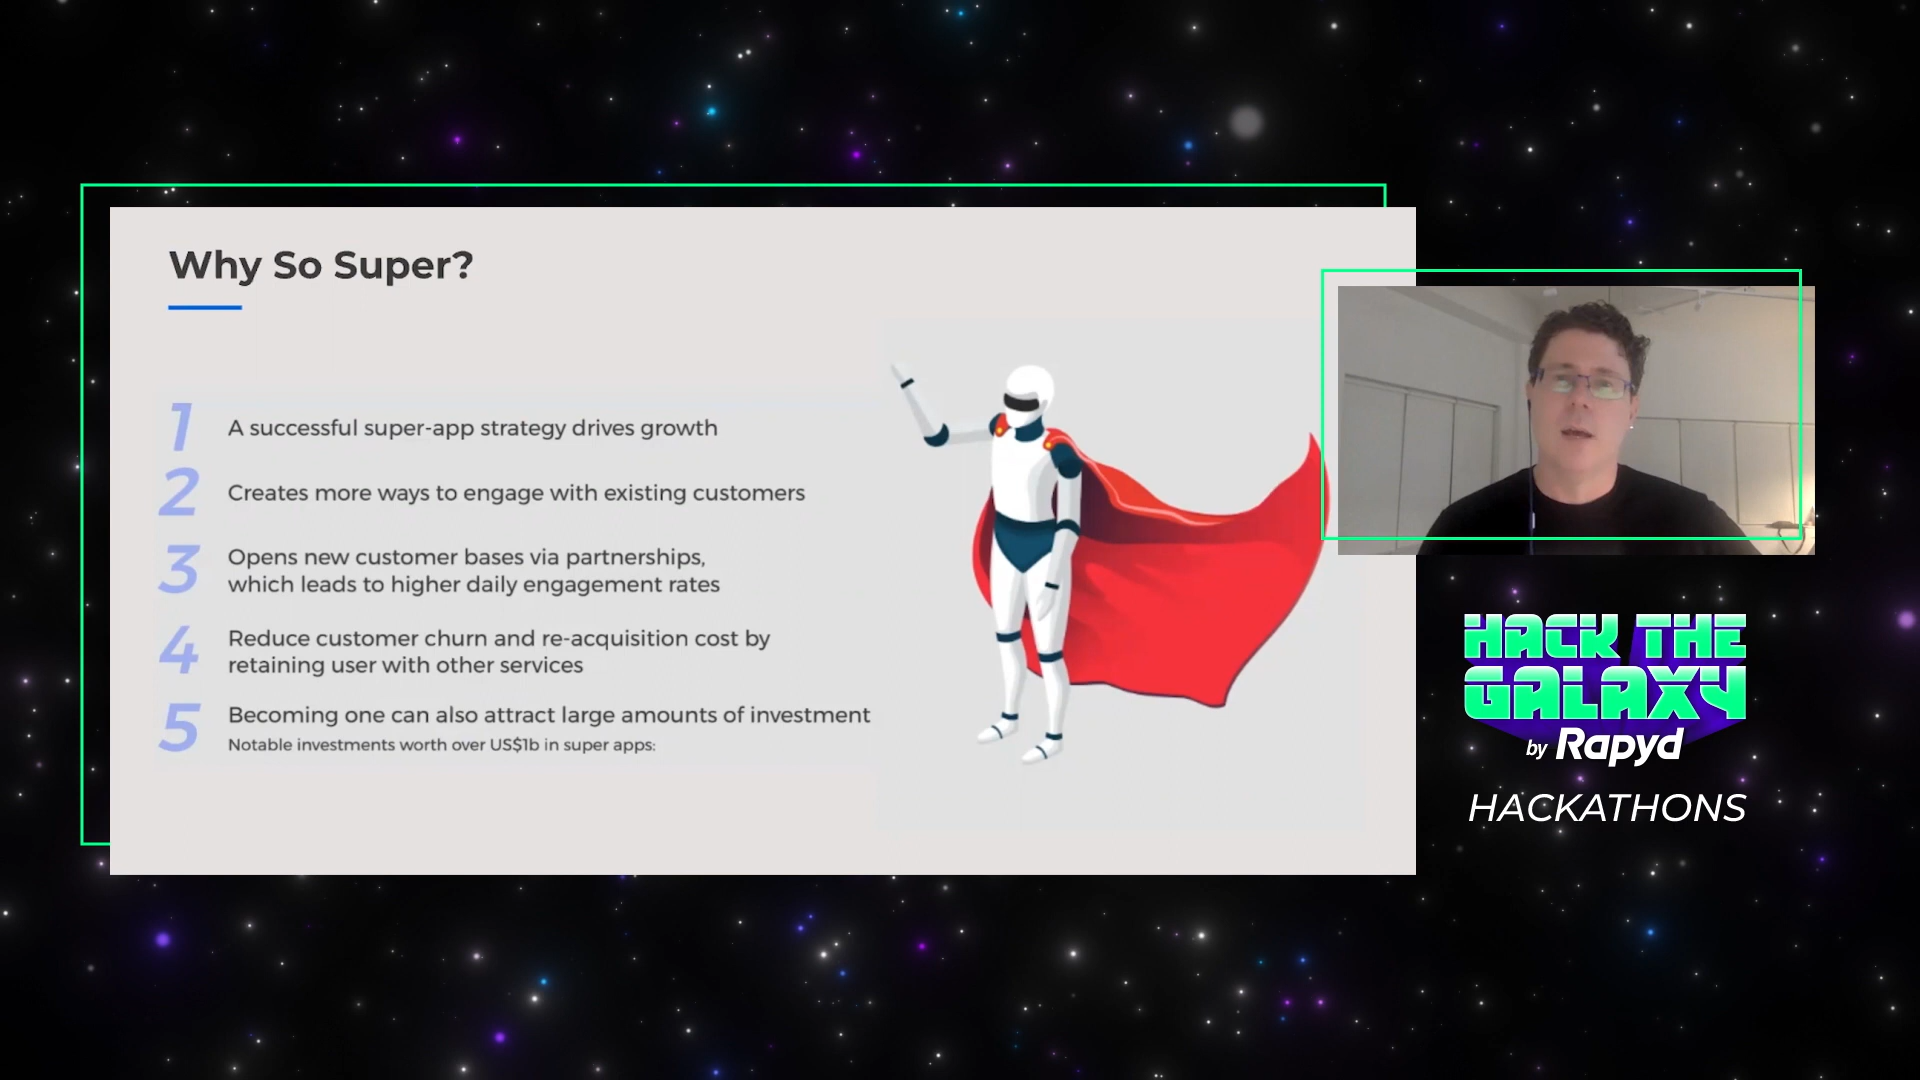 Why So Super?
1 A successful super-app strategy drives growth
2 Creates more ways to engage with existing customers
3 Opens new customer bases via partnerships,
which leads to higher daily engagement rates
4 Reduce customer churn and re-acquisition cost by
retaining user with other services
5 Becoming one can also attract large amounts of investment
Notable investments worth over US$1b in super apps:
HACK THE
GALAXY
by Rapyd
HACKATHONS